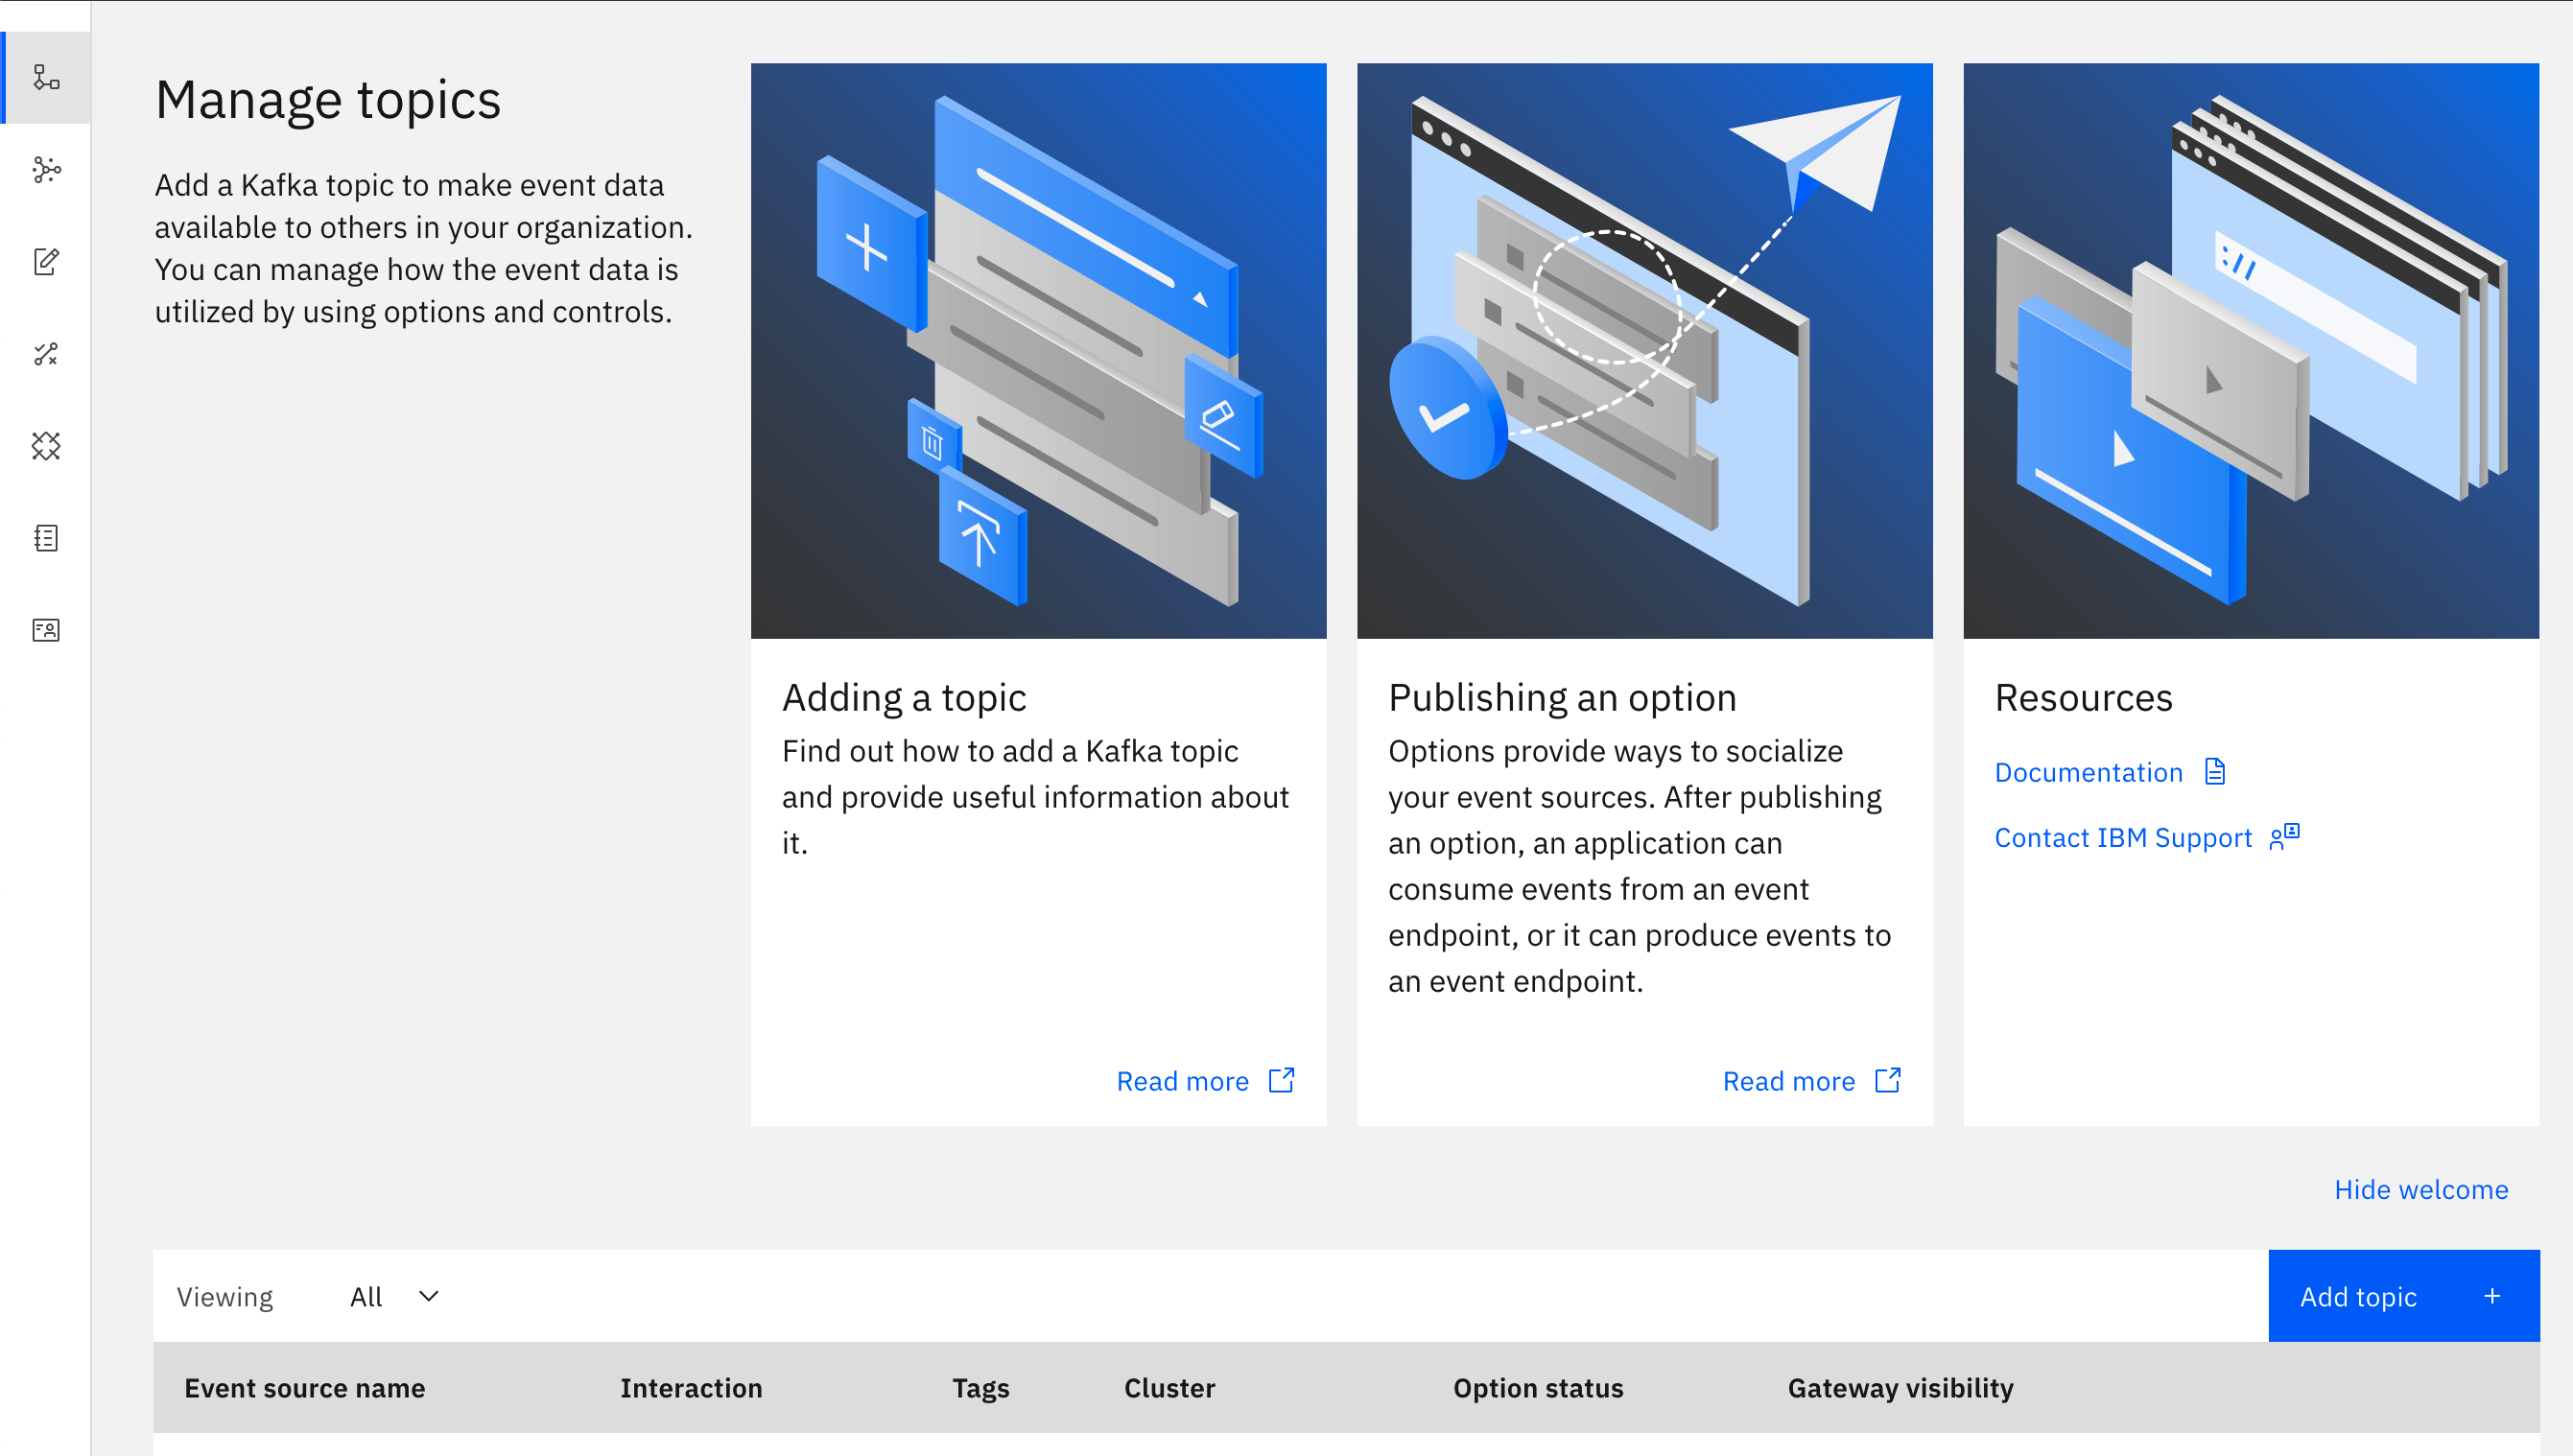 Manage topics
Add a Kafka topic to make event data
available to others in your organization.
You can manage how the event data is
utilized by using options and controls.
Adding a topic
Find out how to add a Kafka topic
and provide useful information about
it.
Read more
Publishing an option
Options provide ways to socialize
your event sources. After publishing
an option, an application can
consume events from an event
endpoint, or it can produce events to
an event endpoint.
Read more
://
Resources
Documentation
Contact IBM Support
Hide welcome
Viewing All
Add topic +
Event source name Interaction Tags Cluster Option status Gateway visibility